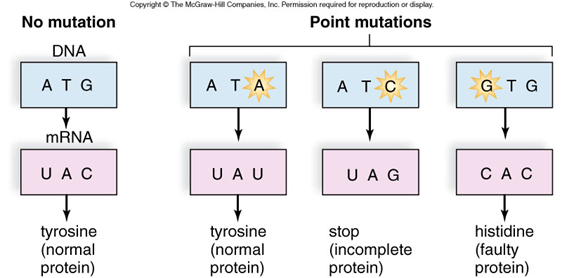 Copyright © The McGraw-Hill Companies, Inc. Permission required for reproduction or display.
No mutation
Point mutations
DNA
A T G
A T A
A T C
G T G
mRNA
U A C
U A U
U A G
C A C
tyrosine
(normal
protein)
tyrosine
(normal
protein)
stop
(incomplete
protein)
histidine
(faulty
protein)